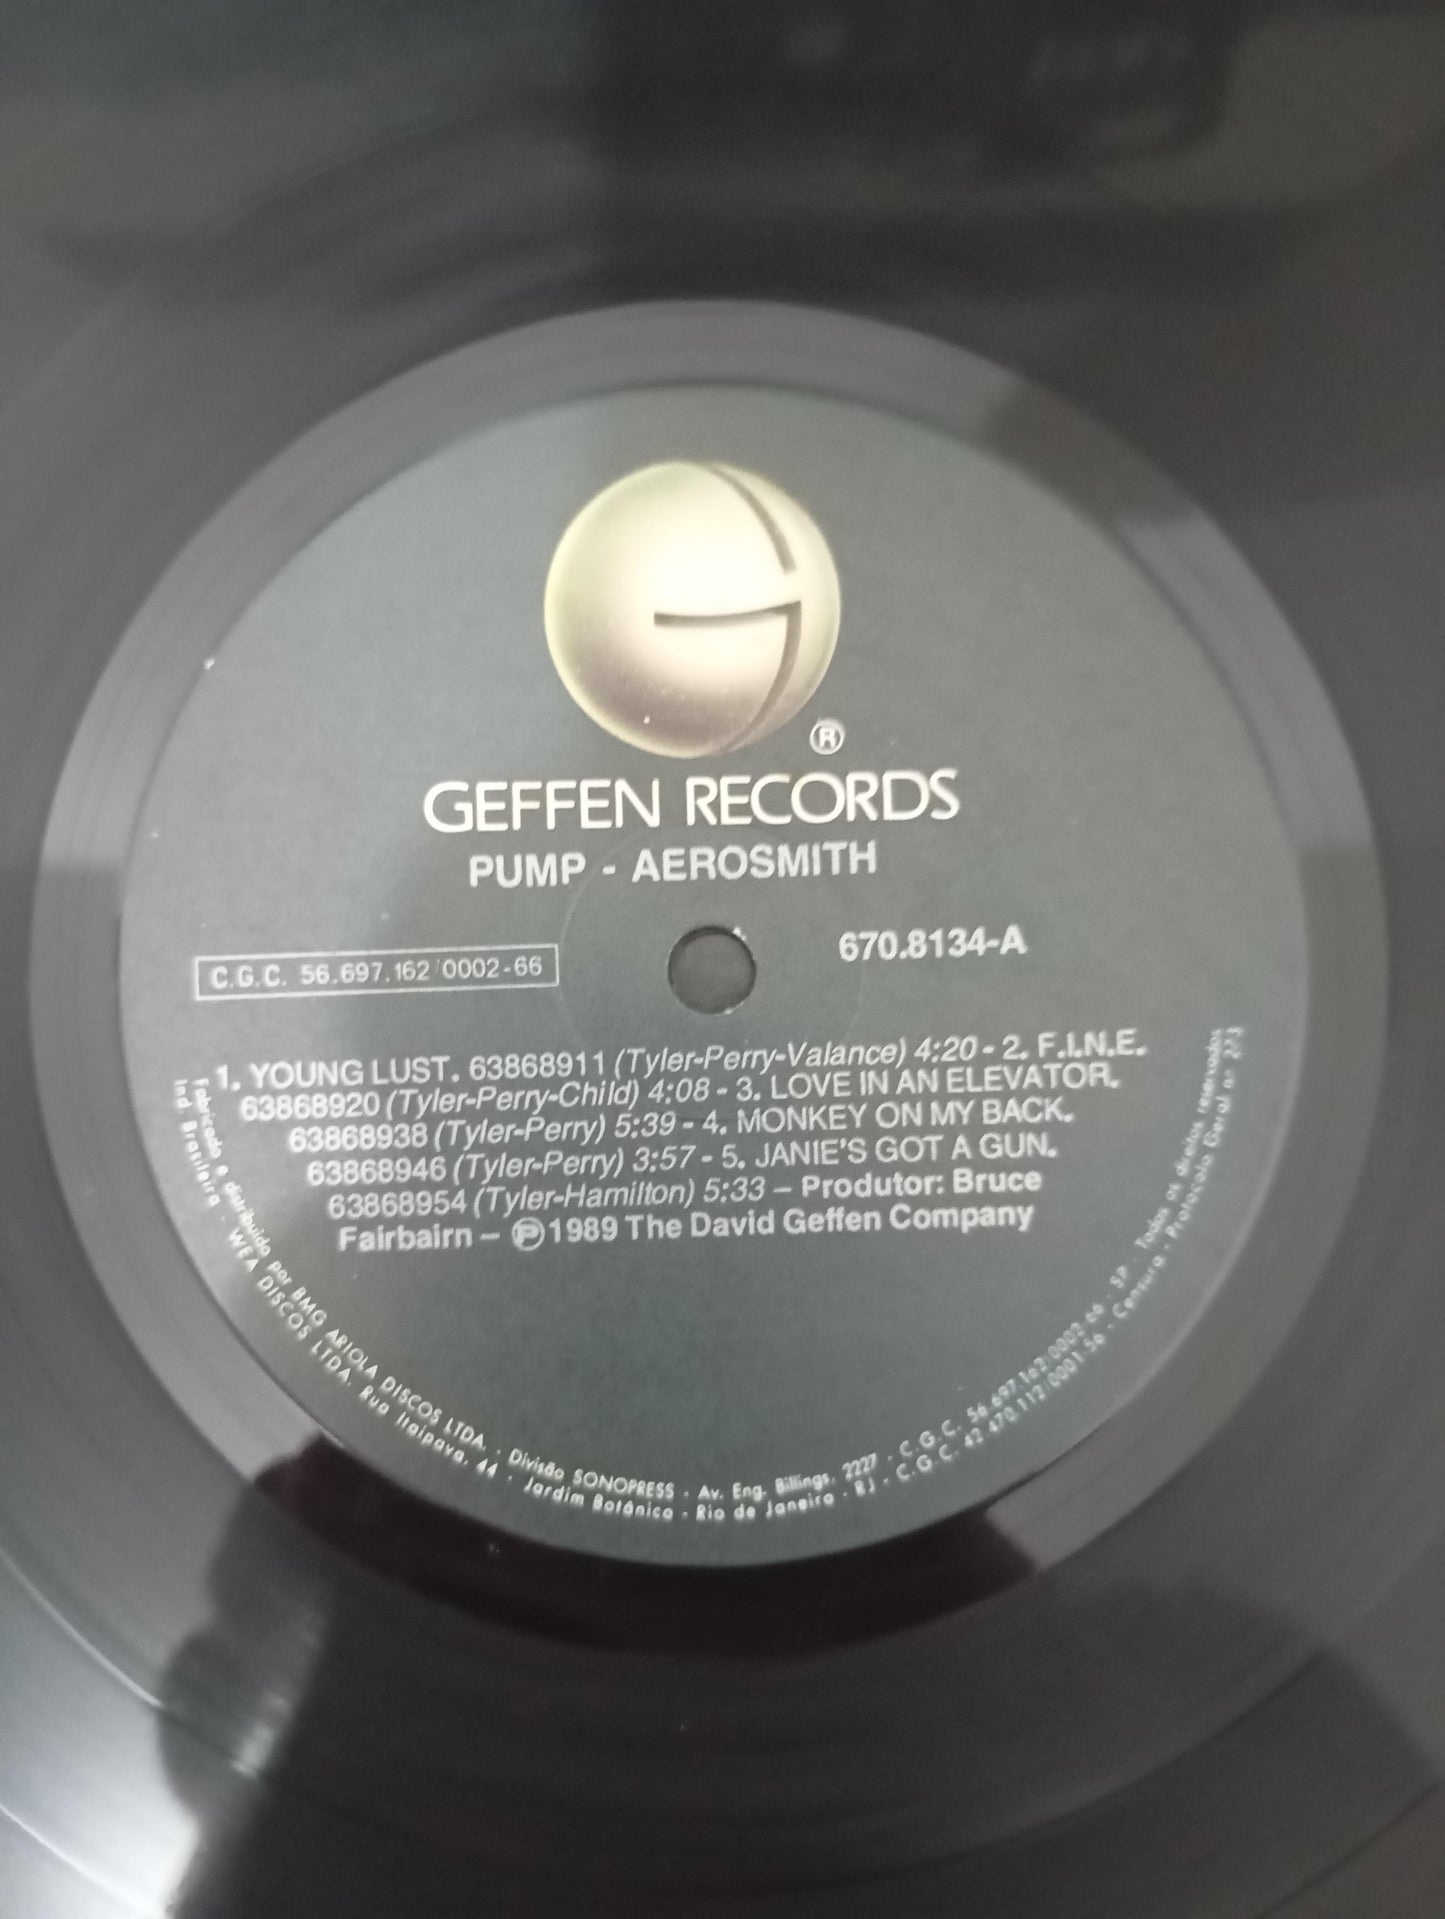 ®
GEFFEN RECORDS
PUMP - AEROSMITH
C.G.C. 56.697.162/0002-66
670.8134-A
1. YOUNG LUST. 63868911 (Tyler-Perry-Valance) 4:20 - 2. F.I.N.E.
63868920 (Tyler-Perry-Child) 4:08 - 3. LOVE IN AN ELEVATOR.
63868938 (Tyler-Perry) 5:39 - 4. MONKEY ON MY BACK.
63868946 (Tyler-Perry) 3:57 - 5. JANIE'S GOT A GUN.
63868954 (Tyler-Hamilton) 5:33 – Produtor: Bruce
Fairbairn – ℗1989 The David Geffen Company
Fabricado e distribuido por BMG ARIOLA DISCOS LTDA. - Divisão SONOPRESS - Av. Eng. Billings, 2227 - C.G.C. 56.697.162/0002-66 - SP - Todos os direitos reservados
Ind Brasileira - WEA DISCOS LTDA. Rua Itaipava, 44 - Jardim Botânico - Rio de Janeiro - RJ - C.G.C. 42.470.112/0001-56 - Censura - Protocolo Geral nº